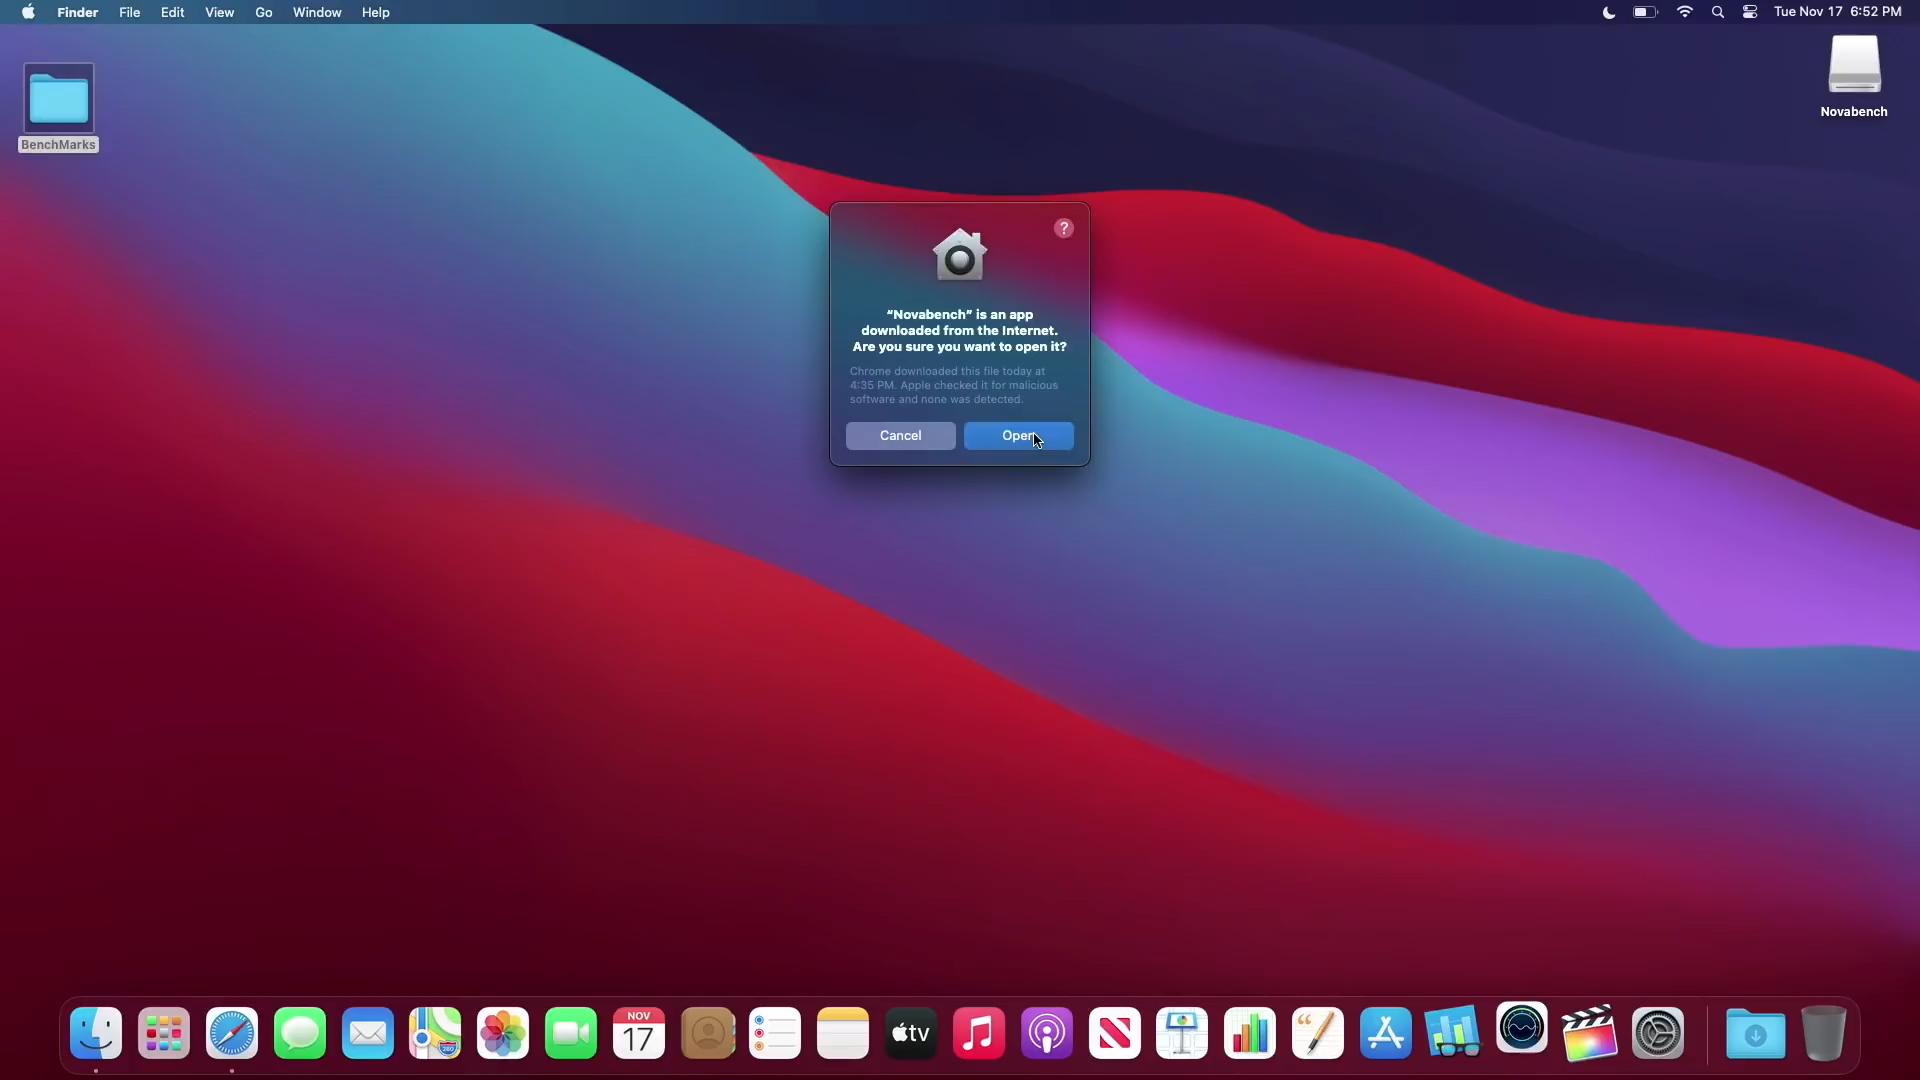 Finder File Edit View Go Window Help
Tue Nov 17 6:52 PM
BenchMarks
Novabench
?
“Novabench” is an app
downloaded from the Internet.
Are you sure you want to open it?
Chrome downloaded this file today at
4:35 PM. Apple checked it for malicious
software and none was detected.
Cancel
Open
NOV
17
tv
280